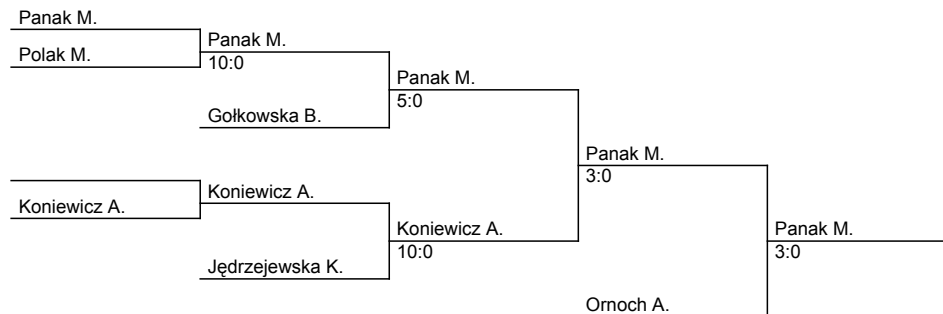 Panak M.
Polak M.
Panak M.
10:0
Gołkowska B.
Panak M.
5:0
Koniewicz A.
Koniewicz A.
Jędrzejewska K.
Koniewicz A.
10:0
Panak M.
3:0
Ornoch A.
Panak M.
3:0